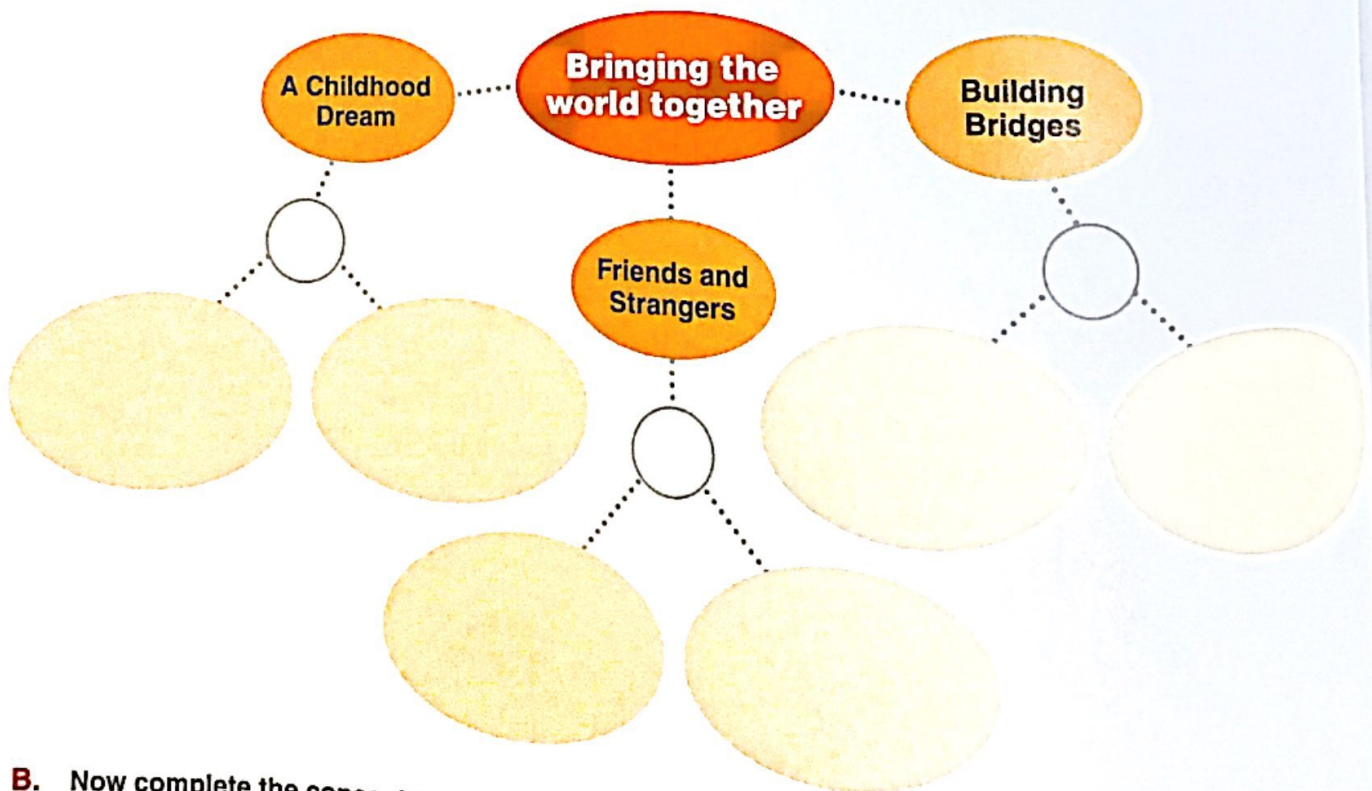 A Childhood
Dream
Bringing the
world together
Building
Bridges
Friends and
Strangers
B. Now complete the